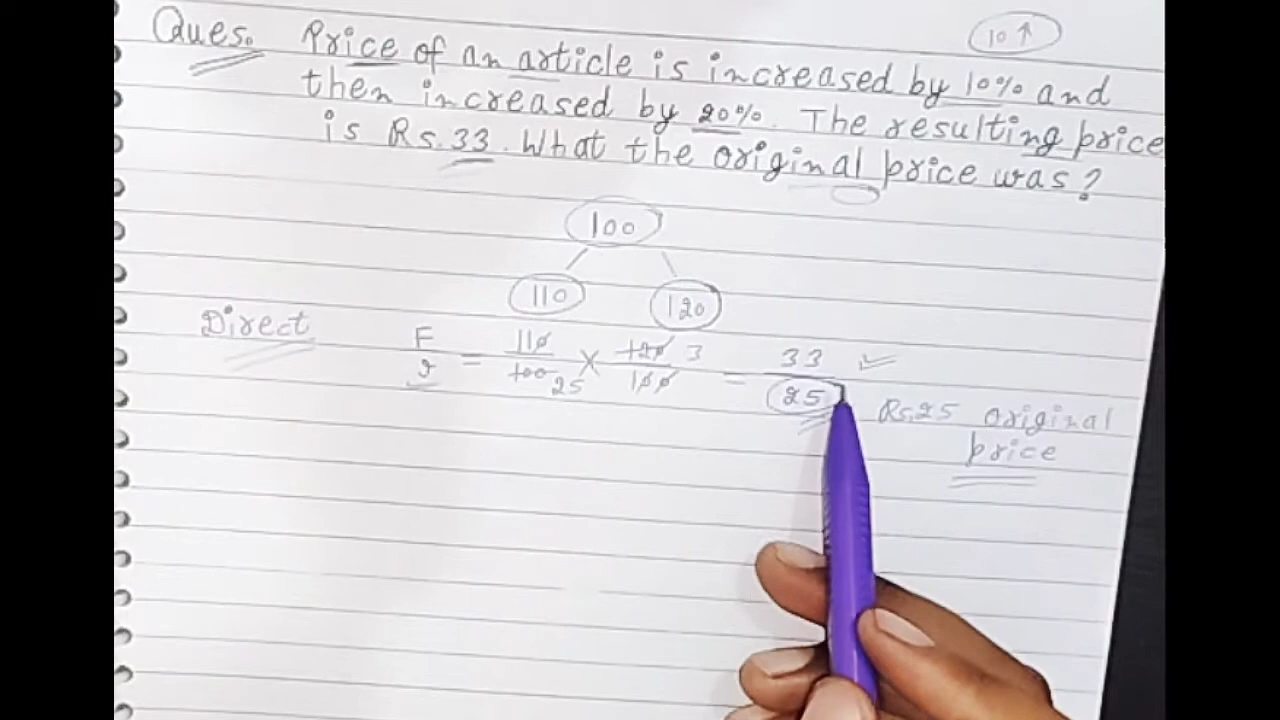 10 ↑
Ques. Price of an article is increased by 10% and
then increased by 20%. The resulting price
is Rs. 33. What the original price was?
100
110 120
Direct F/I = 110/100 25 × 120/100 3 = 33/25 ✓
Rs. 25 original
price